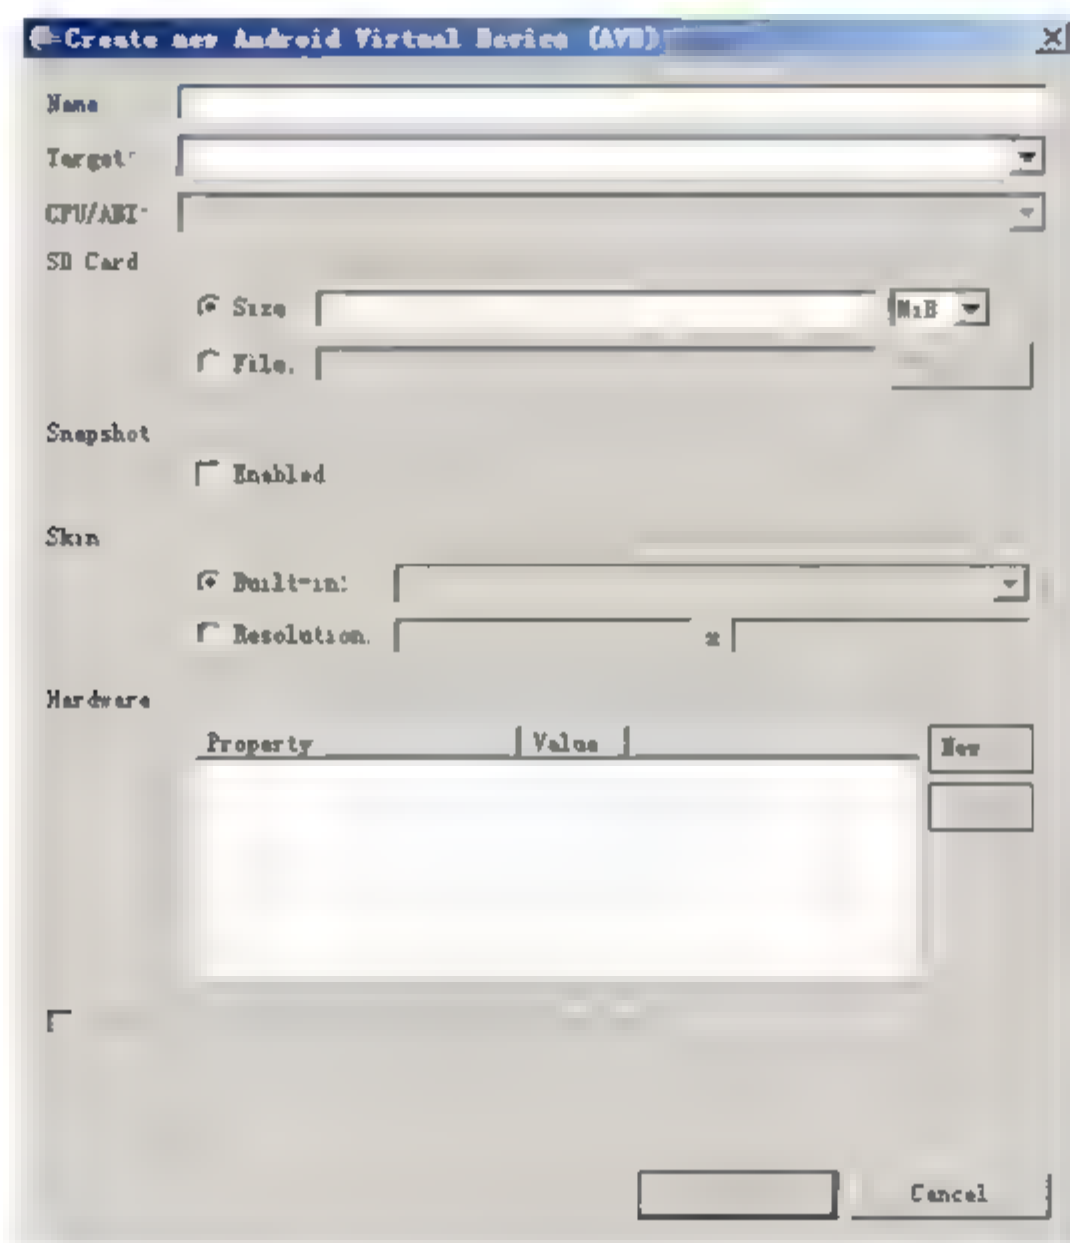 Create new Android Virtual Device (AVD)
Name
Target:
CPU/ABI:
SD Card
Size MiB
File:
Snapshot
Enabled
Skin
Built-in:
Resolution: x
Hardware
Property Value New
Cancel